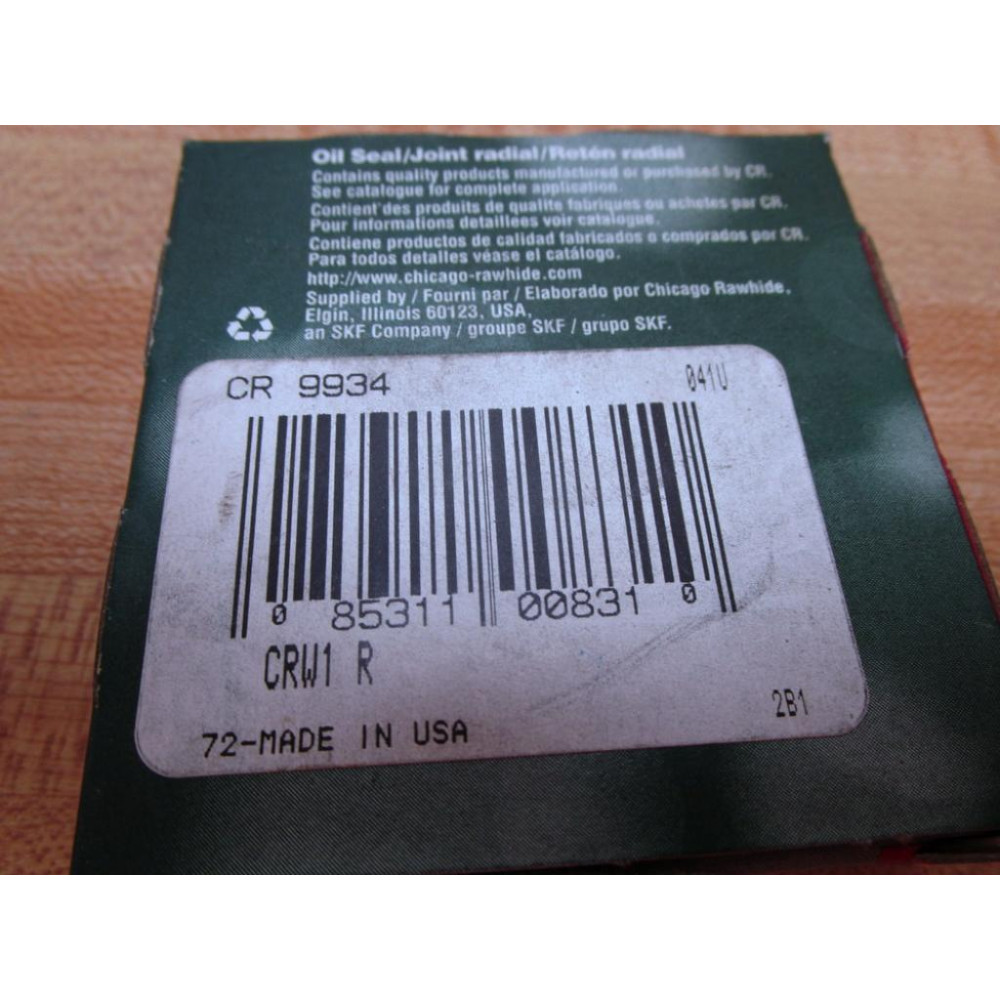 Oil Seal/Joint radial/Retén radial
Contains quality products manufactured or purchased by CR.
See catalogue for complete application.
Contient des produits de qualite fabriques ou achetes par CR.
Pour informations detaillees voir catalogue.
Contiene productos de calidad fabricados o comprados por CR.
Para todos detalles véase el catálogo.
http://www.chicago-rawhide.com
Supplied by / Fourni par / Elaborado por Chicago Rawhide,
Elgin, Illinois 60123, USA,
an SKF Company / groupe SKF / grupo SKF.
CR 9934 041U
0 85311 00831 0
CRW1 R
2B1
72-MADE IN USA